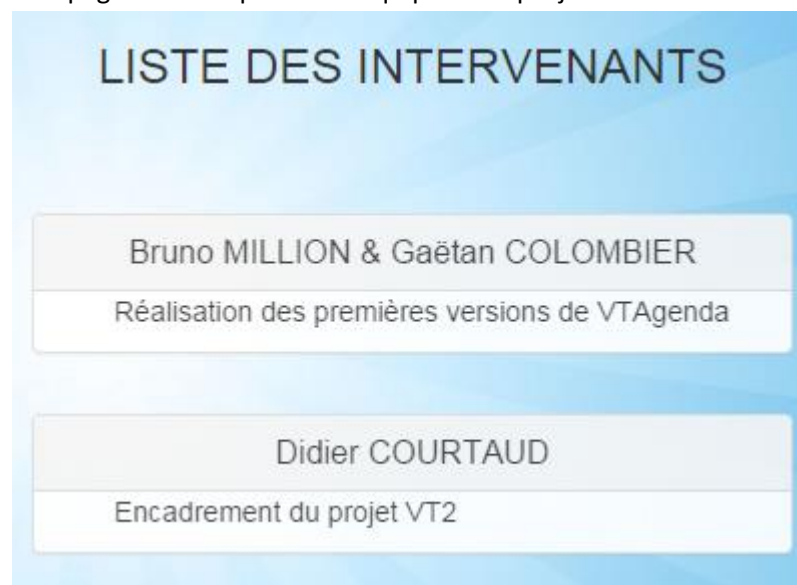 LISTE DES INTERVENANTS
Bruno MILLION & Gaëtan COLOMBIER
Réalisation des premières versions de VTAgenda
Didier COURTAUD
Encadrement du projet VT2